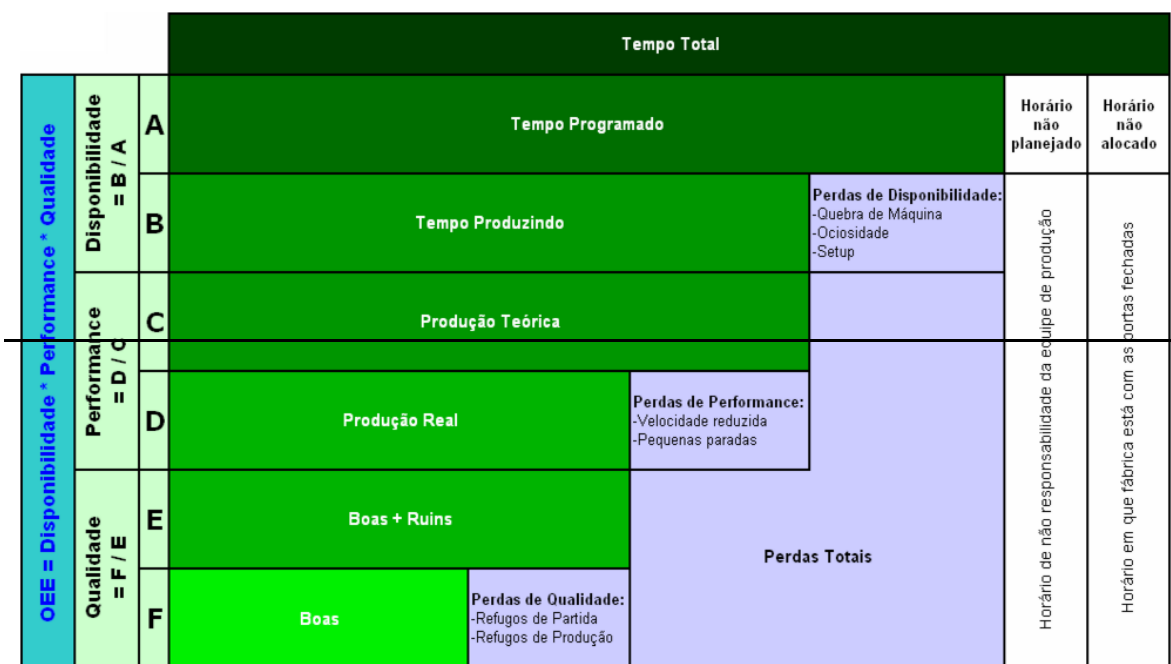 Tempo Total
OEE = Disponibilidade * Performance * Qualidade
Disponibilidade
= B / A
A
Tempo Programado
Horário
não
planejado
Horário
não
alocado
B
Tempo Produzindo
Perdas de Disponibilidade:
-Quebra de Máquina
-Ociosidade
-Setup
Horário de não responsabilidade da equipe de produção
Horário em que fábrica está com as portas fechadas
Performance
= D / C
C
Produção Teórica
D
Produção Real
Perdas de Performance:
-Velocidade reduzida
-Pequenas paradas
Qualidade
= F / E
E
Boas + Ruins
Perdas Totais
F
Boas
Perdas de Qualidade:
-Refugos de Partida
-Refugos de Produção